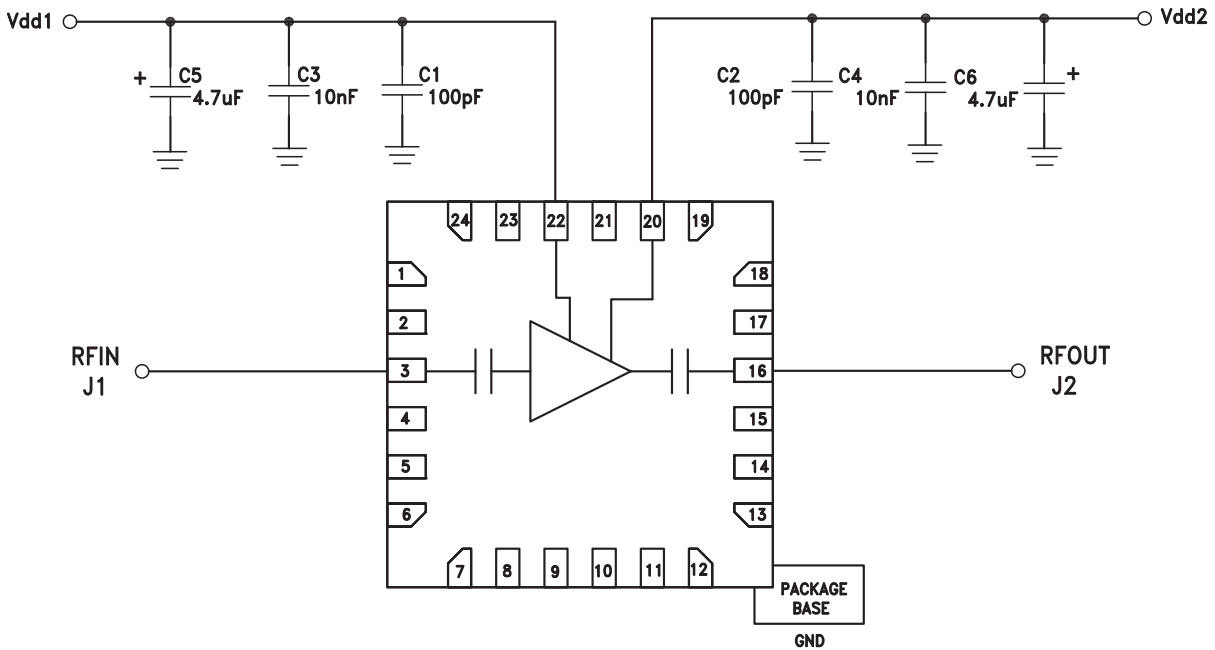 Vdd1
Vdd2
+
C5
4.7uF
C3
10nF
C1
100pF
C2
100pF
C4
10nF
C6
4.7uF
+
24
23
22
21
20
19
1
18
2
17
RFIN
J1
3
16
RFOUT
J2
4
15
5
14
6
13
7
8
9
10
11
12
PACKAGE
BASE
GND